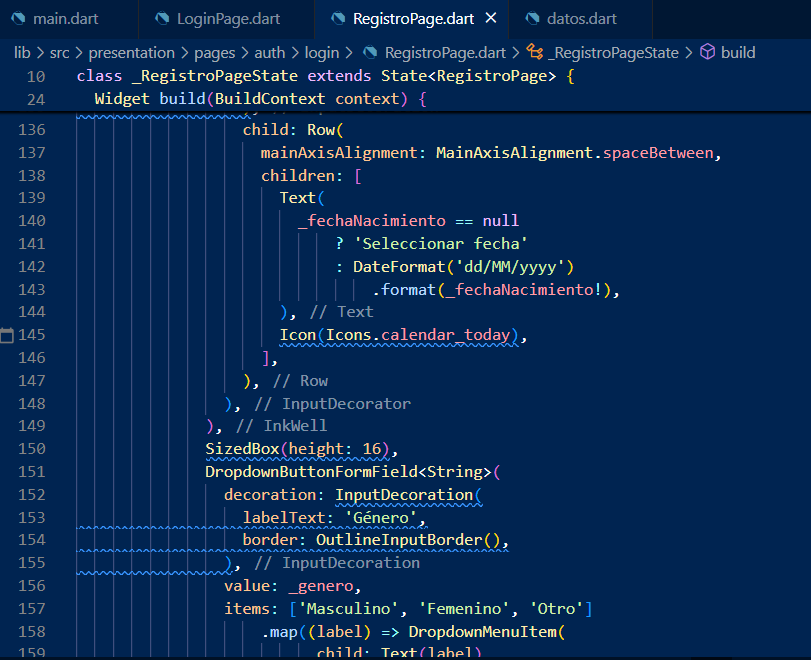 main.dart LoginPage.dart RegistroPage.dart × datos.dart
lib > src > presentation > pages > auth > login > RegistroPage.dart > _RegistroPageState > build
10 class _RegistroPageState extends State<RegistroPage> {
24 Widget build(BuildContext context) {
136 child: Row(
137 mainAxisAlignment: MainAxisAlignment.spaceBetween,
138 children: [
139 Text(
140 _fechaNacimiento == null
141 ? 'Seleccionar fecha'
142 : DateFormat('dd/MM/yyyy')
143 .format(_fechaNacimiento!),
144 ), // Text
145 Icon(Icons.calendar_today),
146 ],
147 ), // Row
148 ), // InputDecorator
149 ), // InkWell
150 SizedBox(height: 16),
151 DropdownButtonFormField<String>(
152 decoration: InputDecoration(
153 labelText: 'Género',
154 border: OutlineInputBorder(),
155 ), // InputDecoration
156 value: _genero,
157 items: ['Masculino', 'Femenino', 'Otro']
158 .map((label) => DropdownMenuItem(
159 child: Text(label)